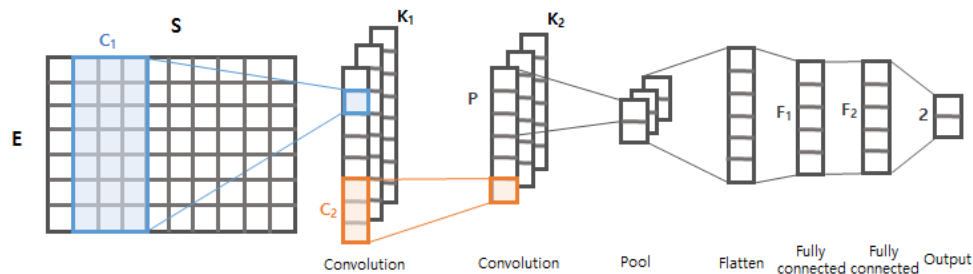 S
C₁
E
K₁
C₂
K₂
P
F₁
F₂
2
Convolution
Convolution
Pool
Flatten
Fully
connected
Fully
connected
Output